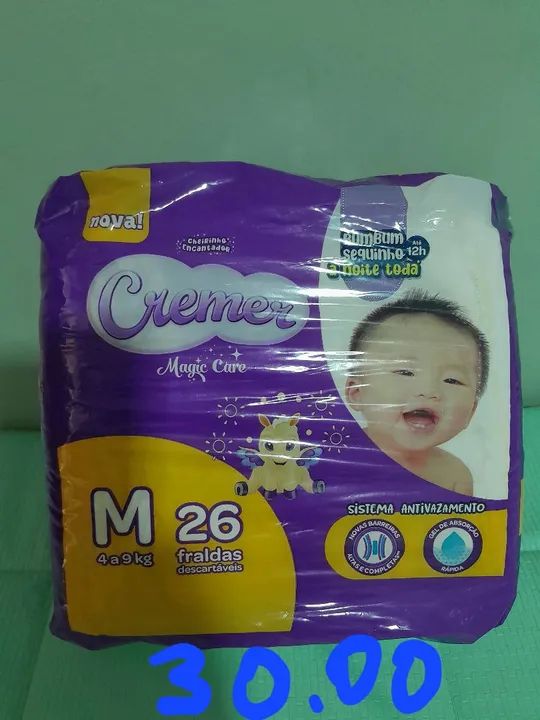 nova!
cheirinho
encantador
Cremer
Magic Care
Bumbum
sequinho
Até
12h
a noite toda
M
4 a 9 kg
26
fraldas
descartáveis
SISTEMA ANTIVAZAMENTO
NOVAS BARREIRAS
ALTAS E COMPLETAS
GEL DE ABSORÇÃO
RÁPIDA
30.00